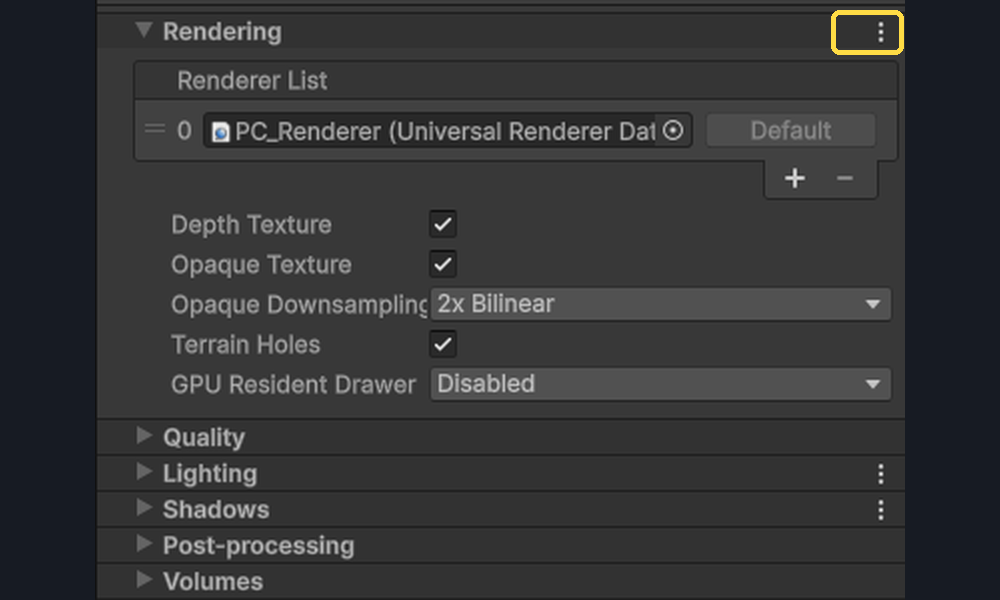 Rendering
Renderer List
0 PC_Renderer (Universal Renderer Dat Default
+ −
Depth Texture
Opaque Texture
Opaque Downsampling 2x Bilinear
Terrain Holes
GPU Resident Drawer Disabled
Quality
Lighting
Shadows
Post-processing
Volumes